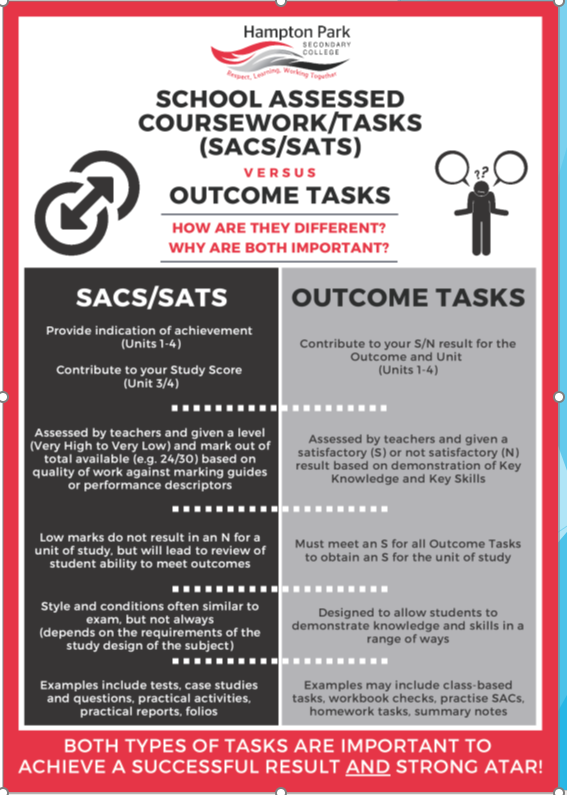 Hampton Park
SECONDARY
COLLEGE
Respect, Learning, Working Together
SCHOOL ASSESSED
COURSEWORK/TASKS
(SACS/SATS)
VERSUS
OUTCOME TASKS
HOW ARE THEY DIFFERENT?
WHY ARE BOTH IMPORTANT?
??
SACS/SATS
Provide indication of achievement
(Units 1-4)
Contribute to your Study Score
(Unit 3/4)
Assessed by teachers and given a level
(Very High to Very Low) and mark out of
total available (e.g. 24/30) based on
quality of work against marking guides
or performance descriptors
Low marks do not result in an N for a
unit of study, but will lead to review of
student ability to meet outcomes
Style and conditions often similar to
exam, but not always
(depends on the requirements of the
study design of the subject)
Examples include tests, case studies
and questions, practical activities,
practical reports, folios
OUTCOME TASKS
Contribute to your S/N result for the
Outcome and Unit
(Units 1-4)
Assessed by teachers and given a
satisfactory (S) or not satisfactory (N)
result based on demonstration of Key
Knowledge and Key Skills
Must meet an S for all Outcome Tasks
to obtain an S for the unit of study
Designed to allow students to
demonstrate knowledge and skills in a
range of ways
Examples may include class-based
tasks, workbook checks, practise SACs,
homework tasks, summary notes
BOTH TYPES OF TASKS ARE IMPORTANT TO
ACHIEVE A SUCCESSFUL RESULT AND STRONG ATAR!